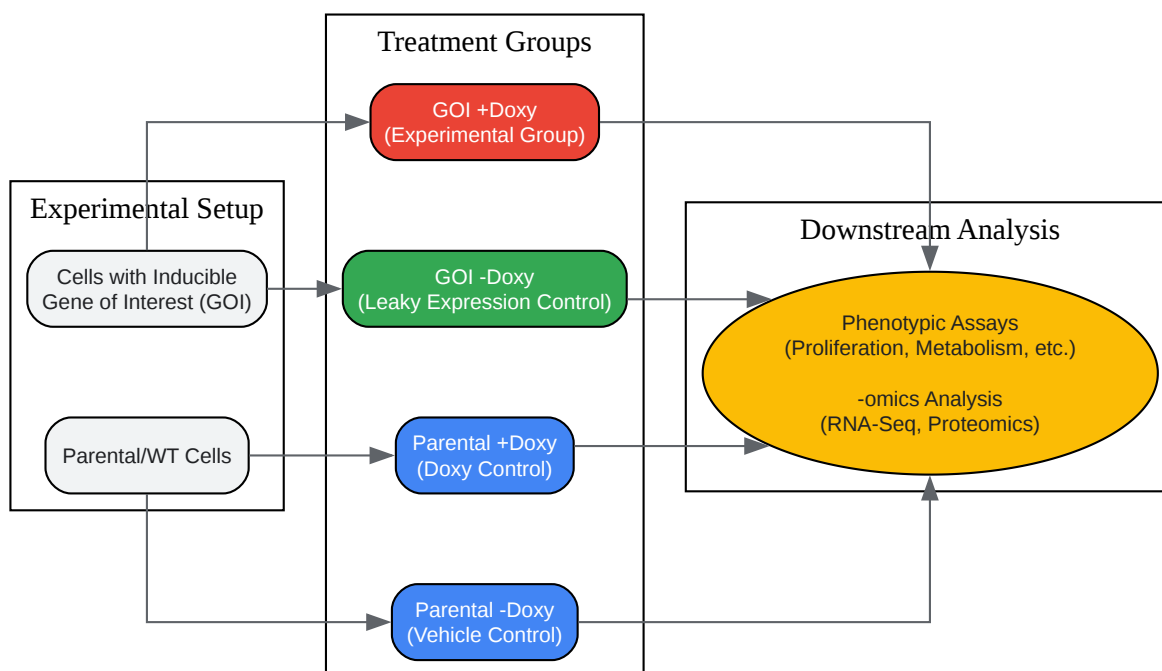 Experimental Setup
Cells with Inducible
Gene of Interest (GOI)
Parental/WT Cells
Treatment Groups
GOI +Doxy
(Experimental Group)
GOI -Doxy
(Leaky Expression Control)
Parental +Doxy
(Doxy Control)
Parental -Doxy
(Vehicle Control)
Downstream Analysis
Phenotypic Assays
(Proliferation, Metabolism, etc.)
-omics Analysis
(RNA-Seq, Proteomics)